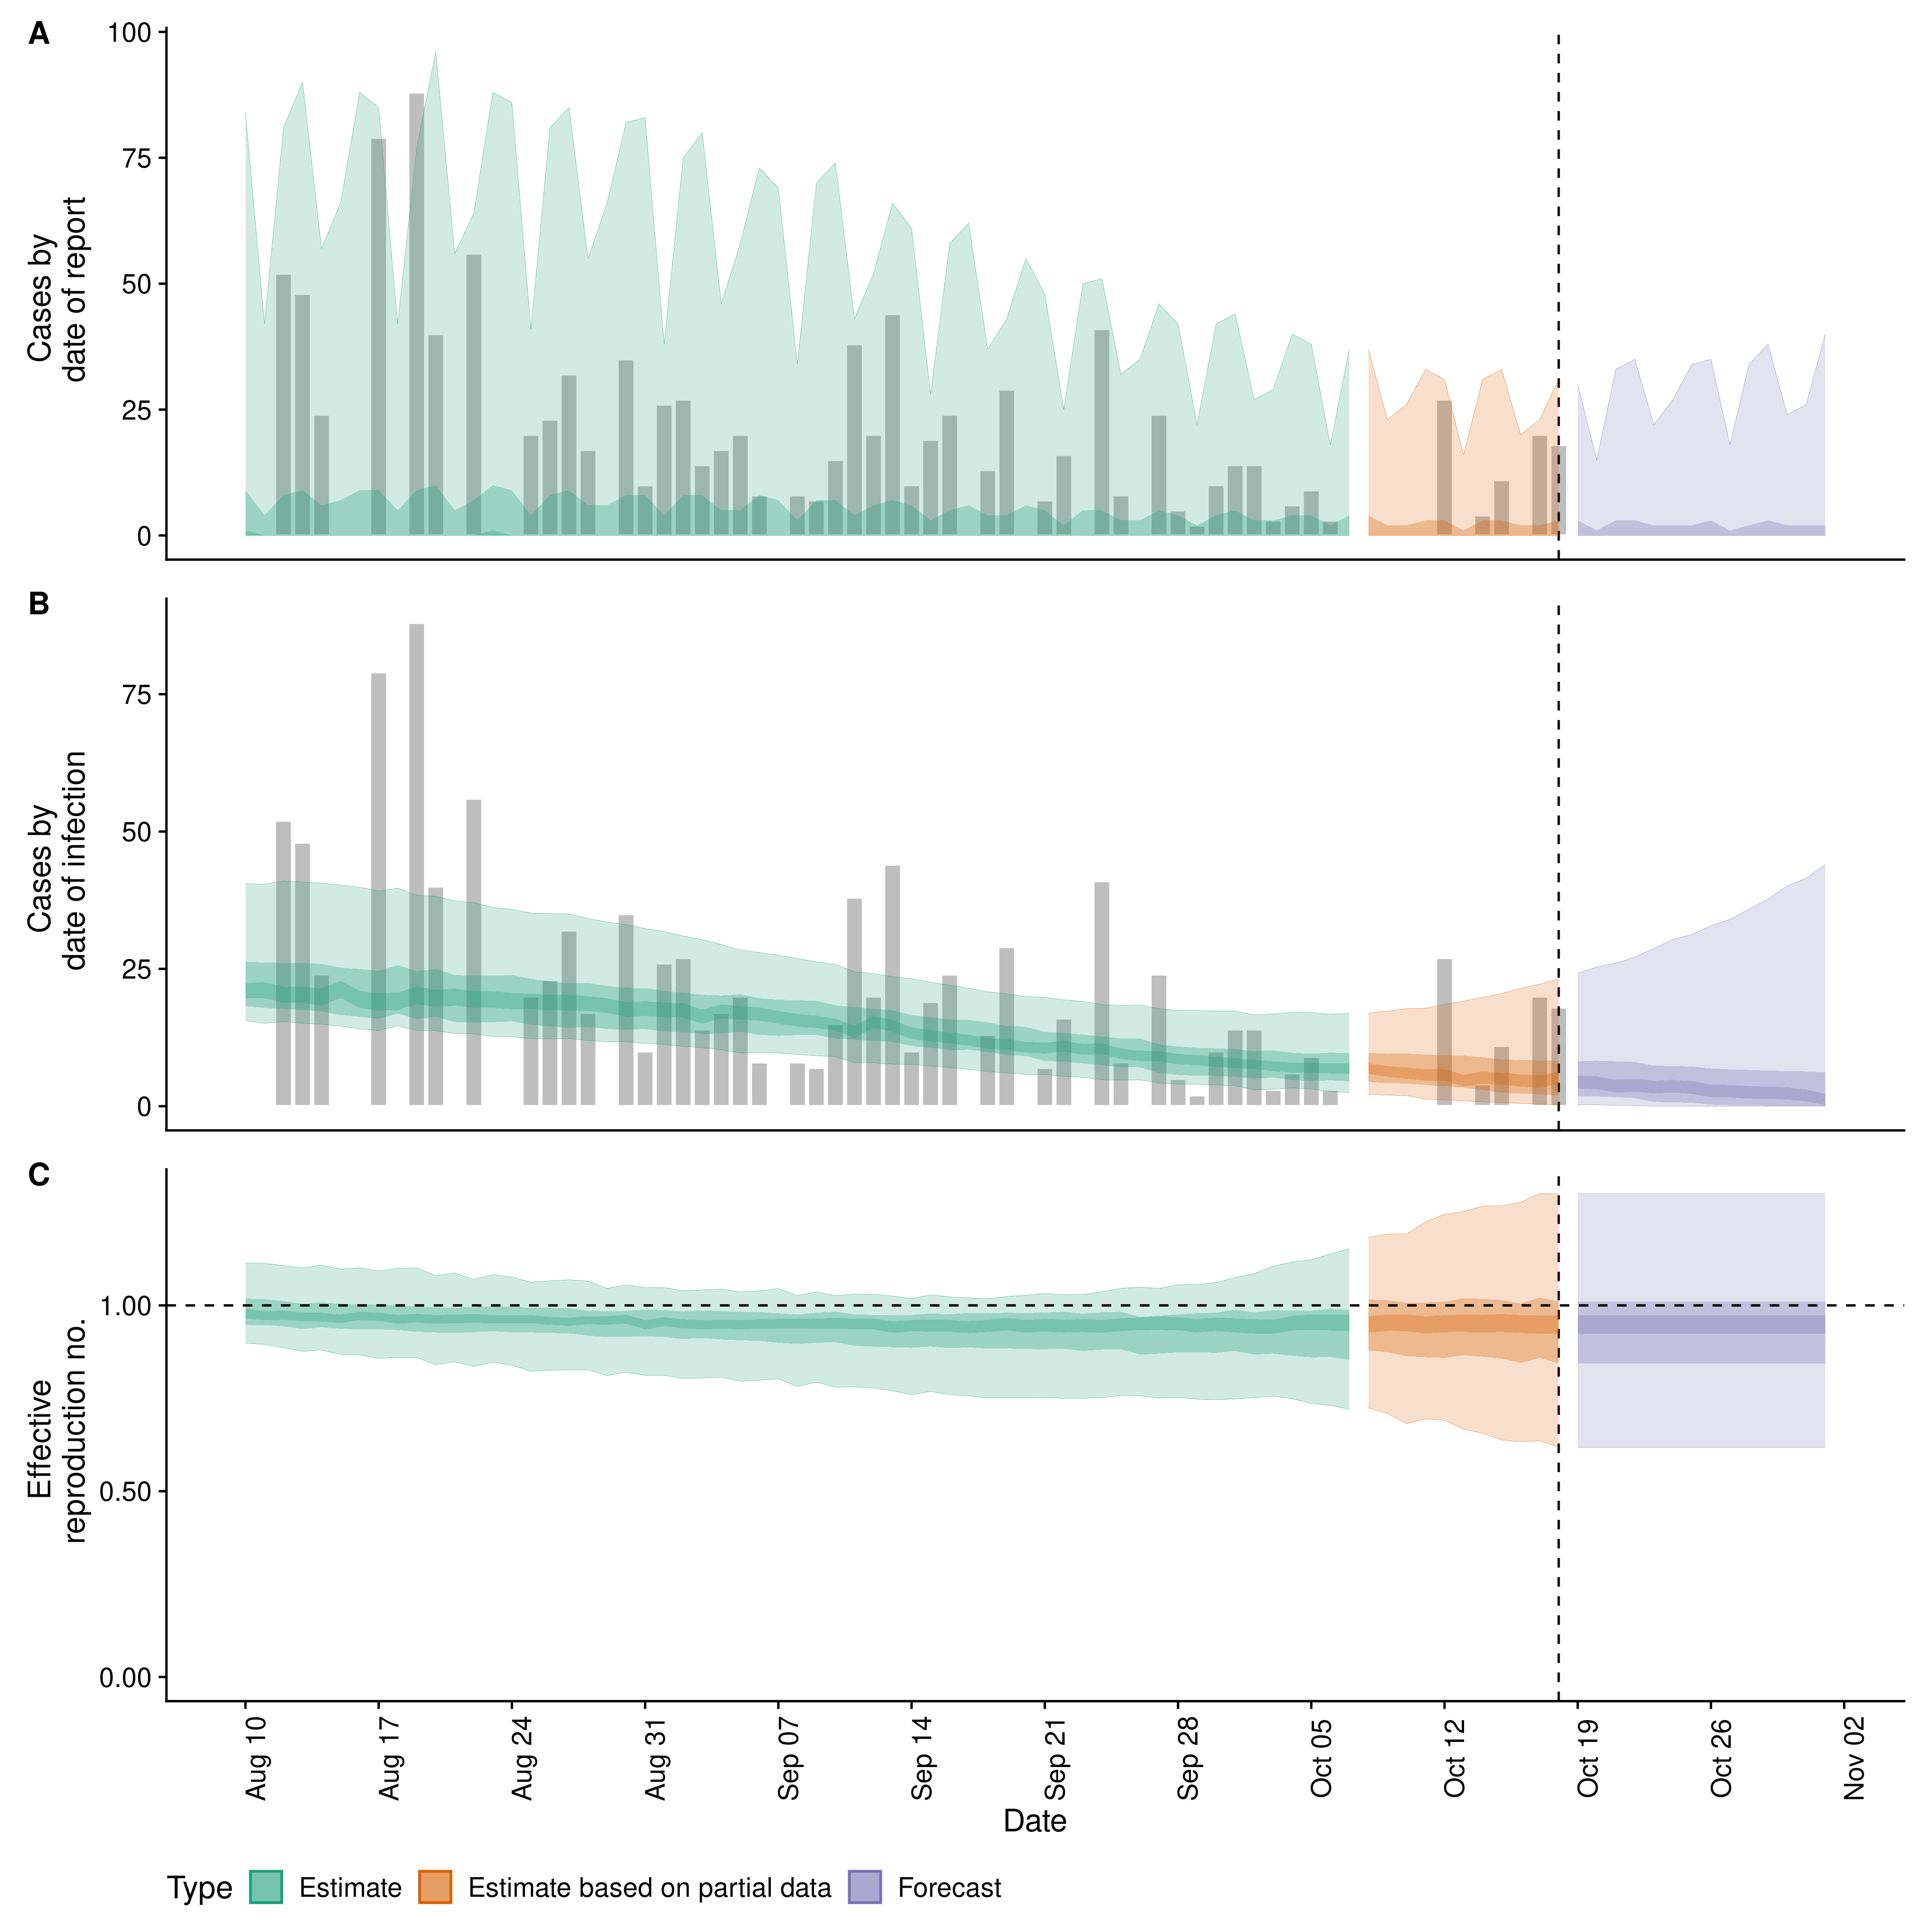 A
Cases by
date of report
100
75
50
25
0
B
Cases by
date of infection
75
50
25
0
C
Effective
reproduction no.
1.00
0.50
0.00
Aug 10
Aug 17
Aug 24
Aug 31
Sep 07
Sep 14
Sep 21
Sep 28
Oct 05
Oct 12
Oct 19
Oct 26
Nov 02
Date
Type Estimate Estimate based on partial data Forecast